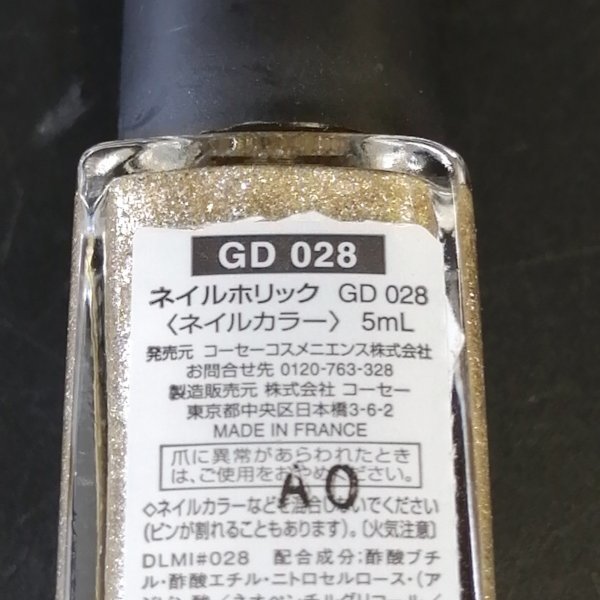 GD 028
ネイルホリック GD 028
〈ネイルカラー〉 5mL
発売元 コーセーコスメニエンス株式会社
お問合せ先 0120-763-328
製造販売元 株式会社 コーセー
東京都中央区日本橋3-6-2
MADE IN FRANCE
爪に異常があらわれたとき
は、ご使用をおやめください。
AO
◇ネイルカラーなどを混合しないでください
(ビンが割れることもあります)。〔火気注意〕
DLMI#028 配合成分:酢酸ブチ
ル・酢酸エチル・ニトロセルロース・(ア